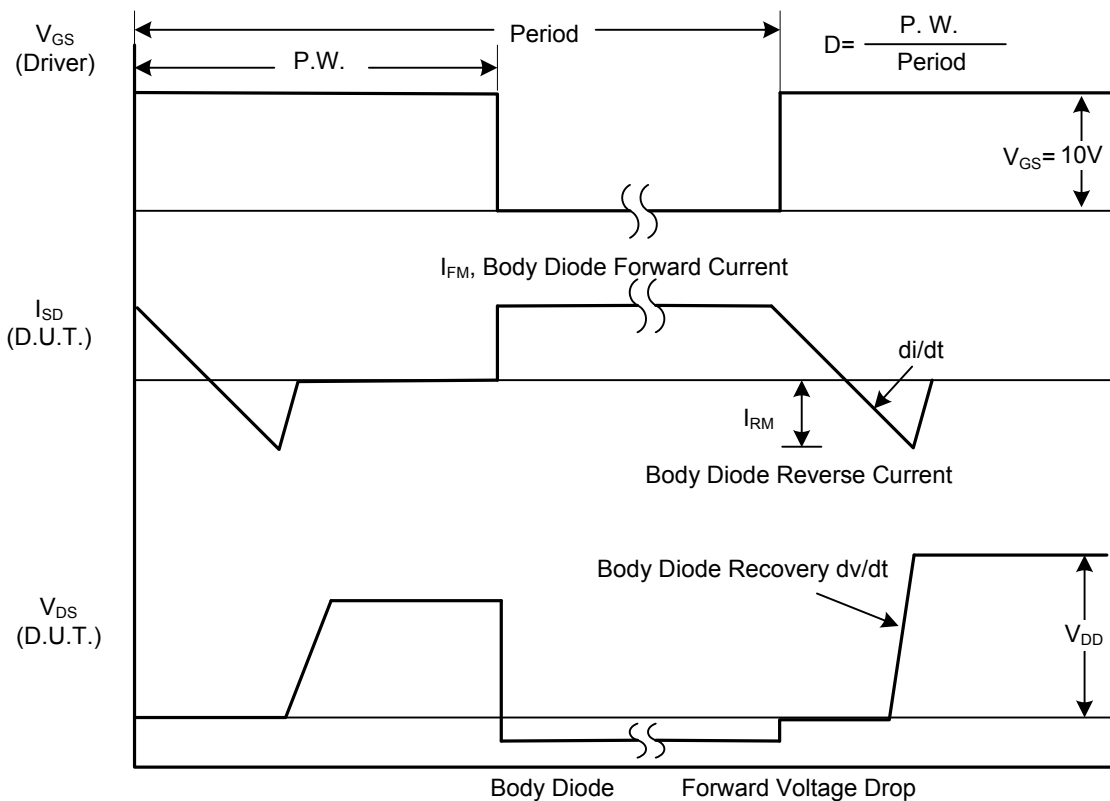 V_GS
(Driver)
Period
P.W.
D= P. W.
Period
V_GS= 10V
I_FM, Body Diode Forward Current
I_SD
(D.U.T.)
di/dt
I_RM
Body Diode Reverse Current
Body Diode Recovery dv/dt
V_DS
(D.U.T.)
V_DD
Body Diode Forward Voltage Drop